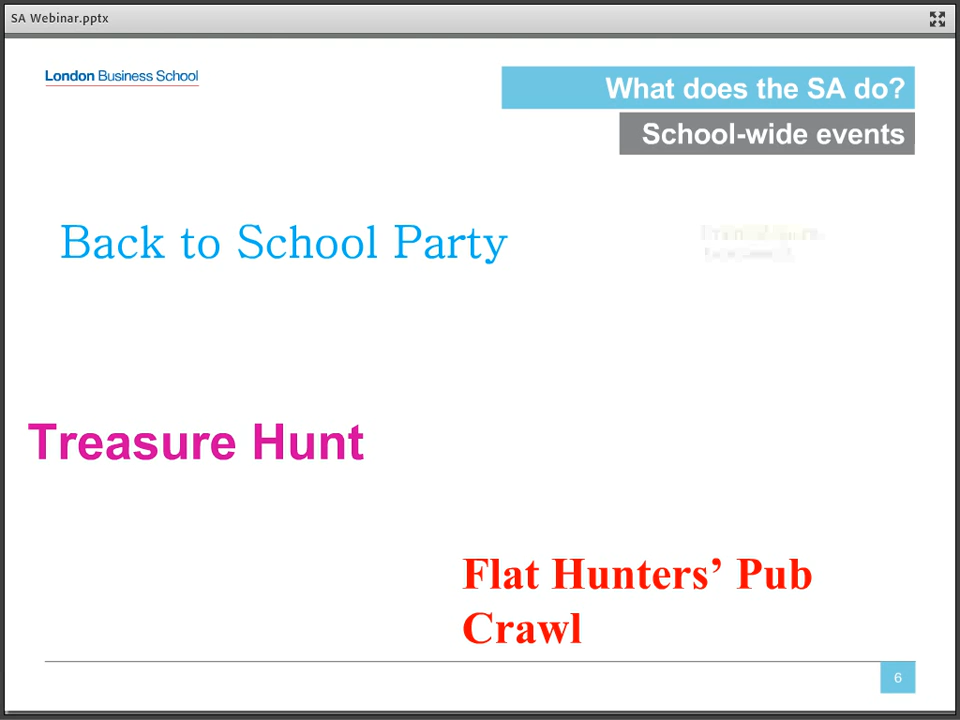 SA Webinar.pptx
London Business School
What does the SA do?
School-wide events
Back to School Party
Treasure Hunt
Flat Hunters’ Pub
Crawl
6